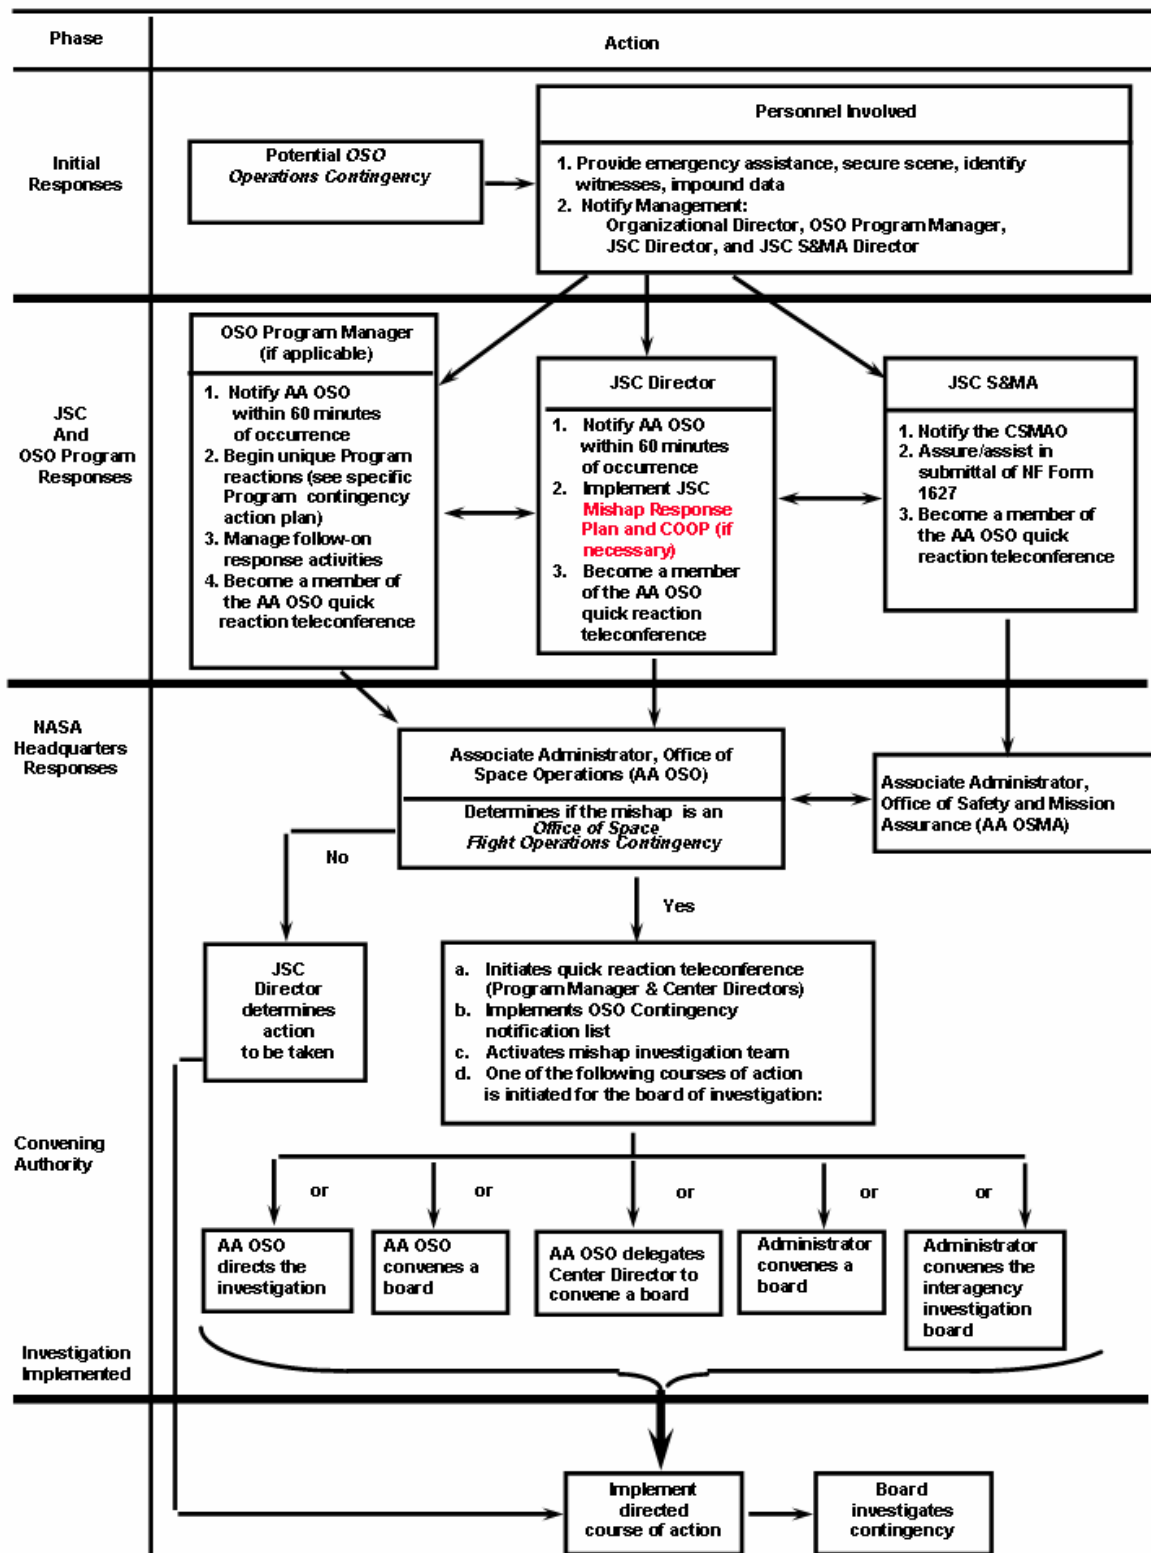 Phase
Action
Initial
Responses
Potential OSO
Operations Contingency
Personnel Involved
1. Provide emergency assistance, secure scene, identify
witnesses, impound data
2. Notify Management:
Organizational Director, OSO Program Manager,
JSC Director, and JSC S&MA Director
JSC
And
OSO Program
Responses
OSO Program Manager
(if applicable)
1. Notify AA OSO
within 60 minutes
of occurrence
2. Begin unique Program
reactions (see specific
Program contingency
action plan)
3. Manage follow-on
response activities
4. Become a member of
the AA OSO quick
reaction teleconference
JSC Director
1. Notify AA OSO
within 60 minutes
of occurrence
2. Implement JSC
Mishap Response
Plan and COOP (if
necessary)
3. Become a member
of the AA OSO
quick reaction
teleconference
JSC S&MA
1. Notify the CSMAO
2. Assure/assist in
submittal of NF Form
1627
3. Become a member of
the AA OSO quick
reaction teleconference
NASA
Headquarters
Responses
Associate Administrator, Office of
Space Operations (AA OSO)
Determines if the mishap is an
Office of Space
Flight Operations Contingency
Associate Administrator,
Office of Safety and Mission
Assurance (AA OSMA)
No
Yes
JSC
Director
determines
action
to be taken
a. Initiates quick reaction teleconference
(Program Manager & Center Directors)
b. Implements OSO Contingency
notification list
c. Activates mishap investigation team
d. One of the following courses of action
is initiated for the board of investigation:
Convening
Authority
or
or
or
or
or
AA OSO
directs the
investigation
AA OSO
convenes a
board
AA OSO delegates
Center Director to
convene a board
Administrator
convenes a
board
Administrator
convenes the
interagency
investigation
board
Investigation
Implemented
Implement
directed
course of action
Board
investigates
contingency